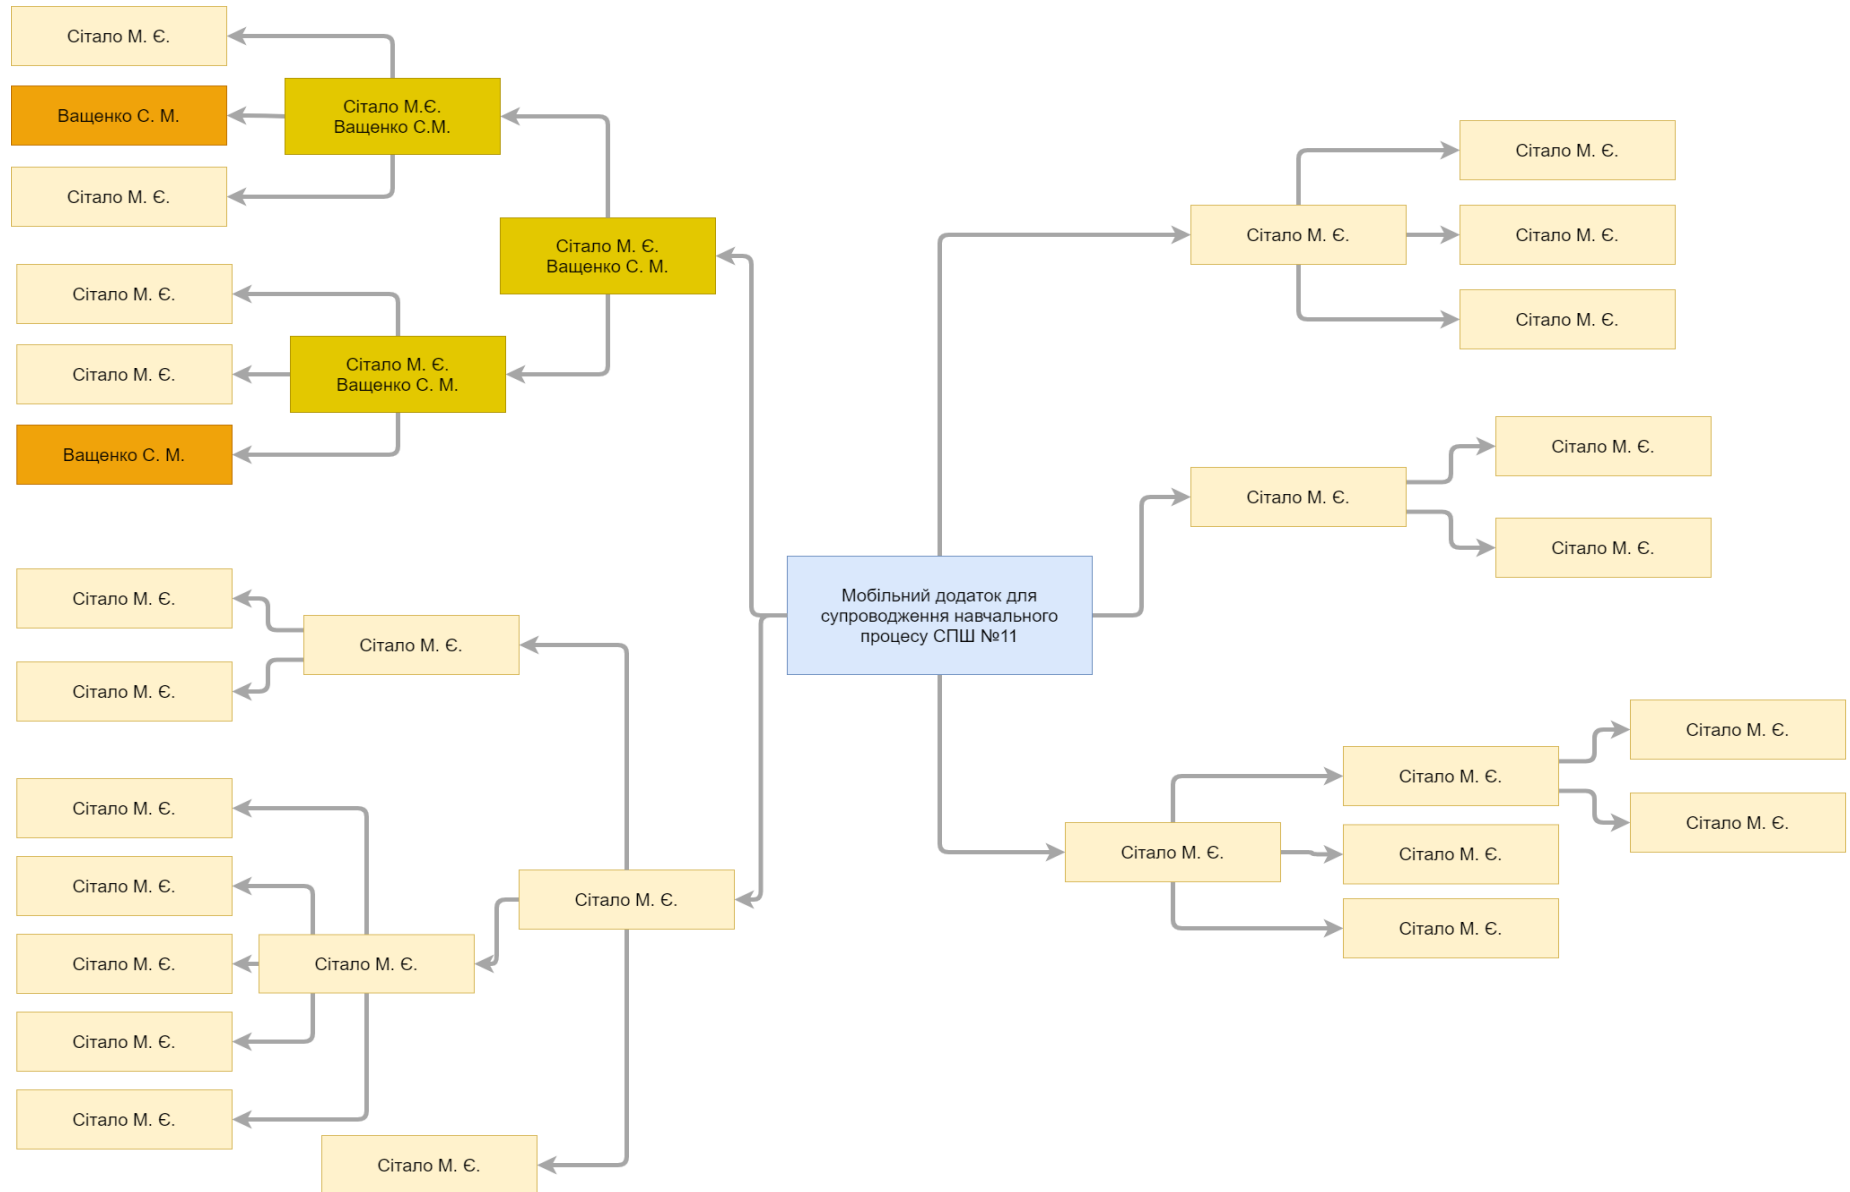 Сітало М. Є.
Ващенко С. М.
Сітало М. Є.
Сітало М.Є.
Ващенко С.М.
Сітало М. Є.
Ващенко С. М.
Сітало М. Є.
Сітало М. Є.
Ващенко С. М.
Сітало М. Є.
Ващенко С. М.
Сітало М. Є.
Сітало М. Є.
Сітало М. Є.
Сітало М. Є.
Сітало М. Є.
Сітало М. Є.
Сітало М. Є.
Сітало М. Є.
Сітало М. Є.
Сітало М. Є.
Сітало М. Є.
Сітало М. Є.
Мобільний додаток для
супроводження навчального
процесу СПШ №11
Сітало М. Є.
Сітало М. Є.
Сітало М. Є.
Сітало М. Є.
Сітало М. Є.
Сітало М. Є.
Сітало М. Є.
Сітало М. Є.
Сітало М. Є.
Сітало М. Є.
Сітало М. Є.
Сітало М. Є.
Сітало М. Є.